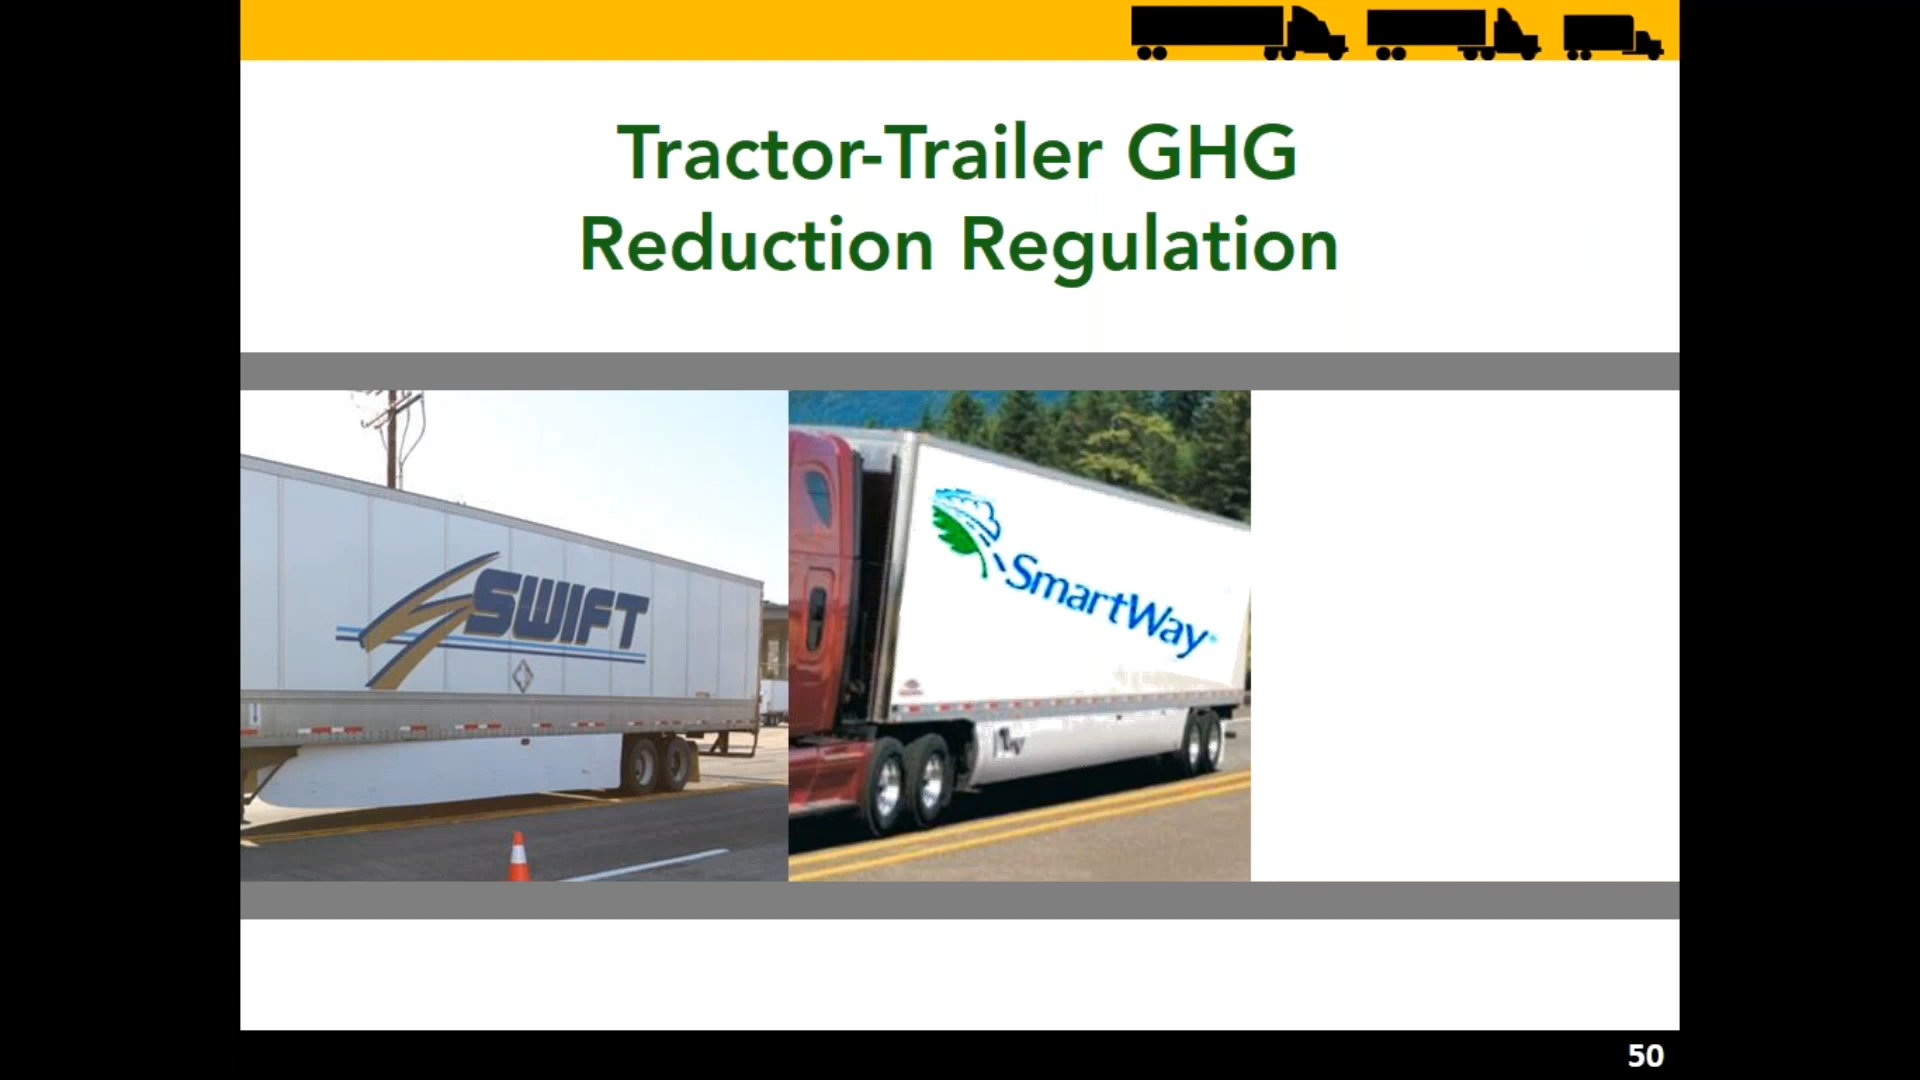 Tractor-Trailer GHG
Reduction Regulation
SWIFT
SmartWay
50